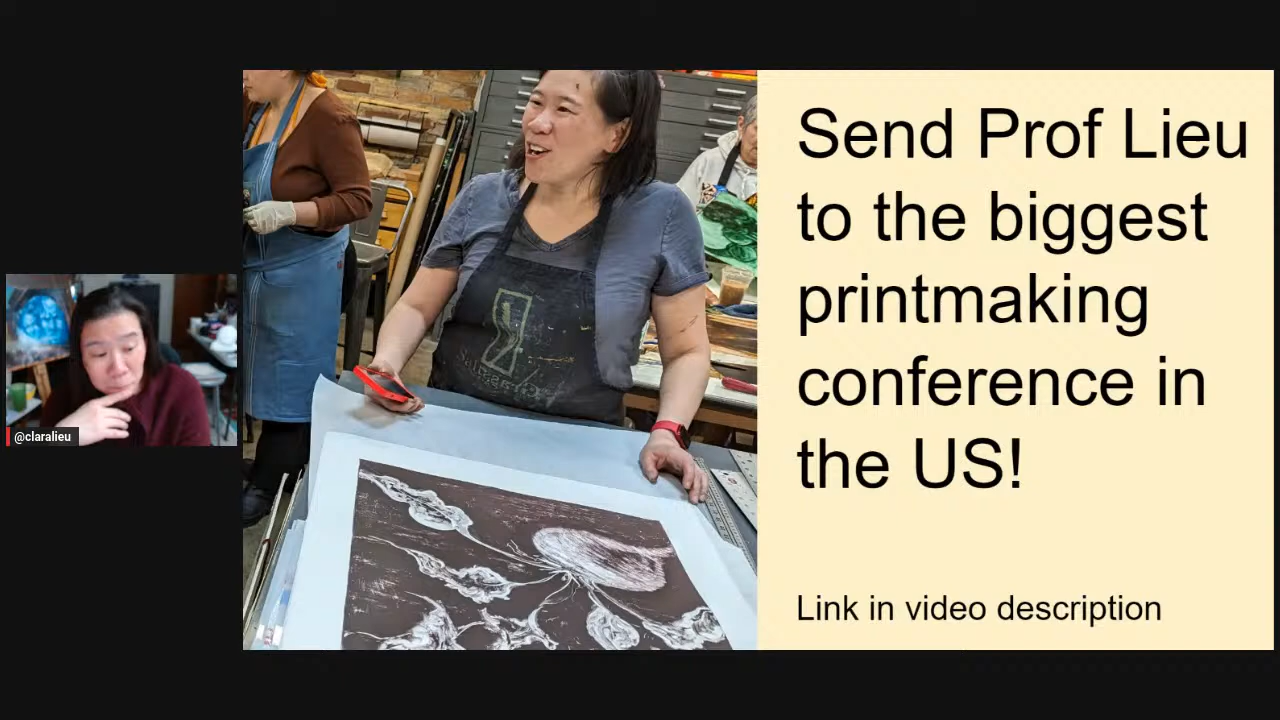 Send Prof Lieu
to the biggest
printmaking
conference in
the US!
Link in video description
@claralieu